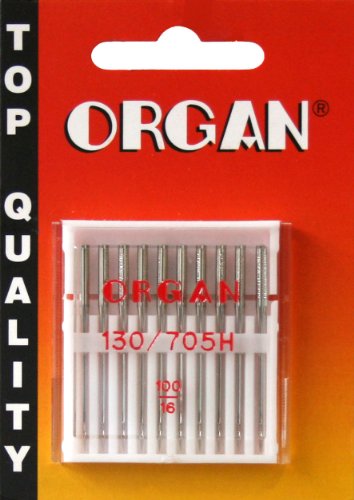 TOP QUALITY
ORGAN®
ORGAN
130/705H
100
16